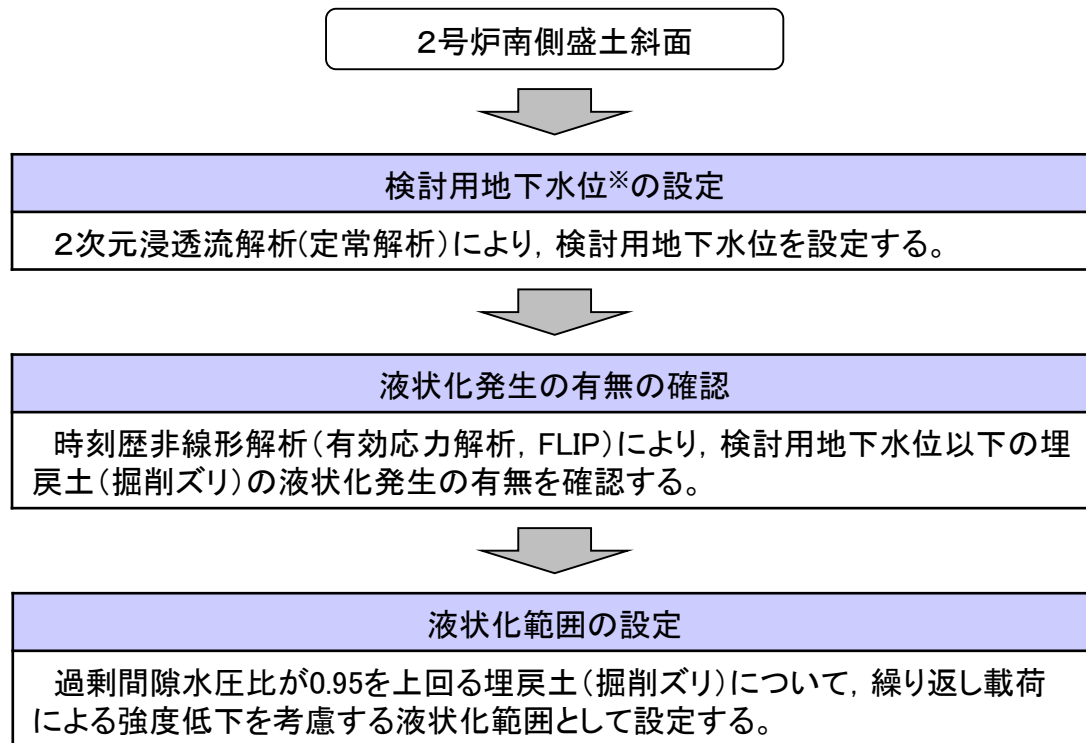 ２号炉南側盛土斜面
検討用地下水位※の設定
２次元浸透流解析（定常解析）により，検討用地下水位を設定する。
液状化発生の有無の確認
時刻歴非線形解析（有効応力解析，FLIP）により，検討用地下水位以下の埋
戻土（掘削ズリ）の液状化発生の有無を確認する。
液状化範囲の設定
過剰間隙水圧比が0.95を上回る埋戻土（掘削ズリ）について，繰り返し載荷
による強度低下を考慮する液状化範囲として設定する。